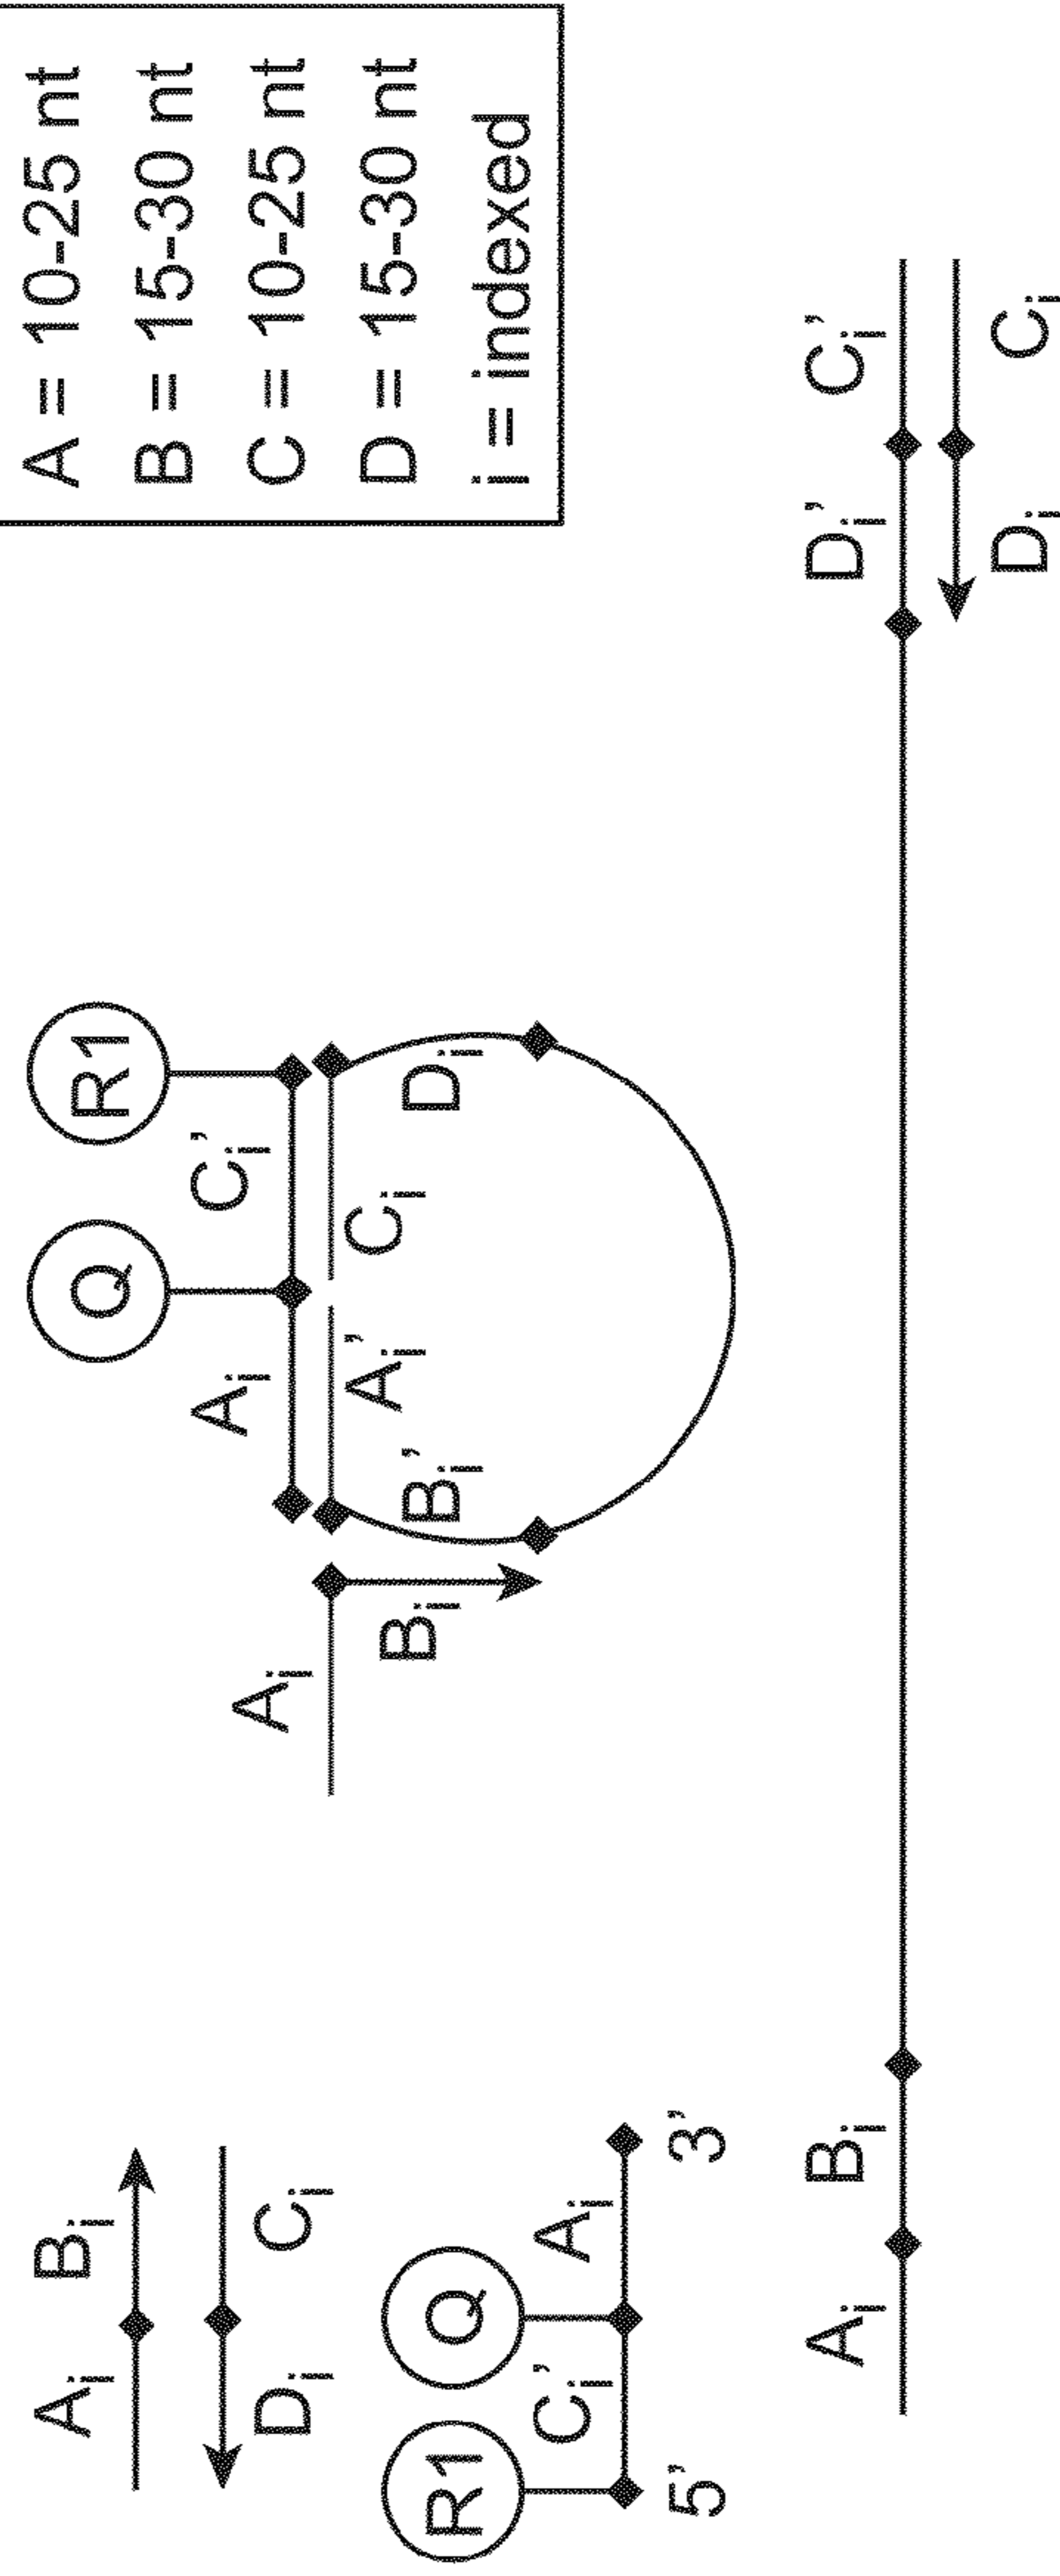 Aᵢ Bᵢ
Dᵢ Cᵢ
R1 Q
Cᵢ' Aᵢ
5' 3'
Q R1
Aᵢ Cᵢ'
Aᵢ
Aᵢ' Cᵢ
Bᵢ Bᵢ' Dᵢ
A = 10-25 nt
B = 15-30 nt
C = 10-25 nt
D = 15-30 nt
i = indexed
Aᵢ Bᵢ Dᵢ' Cᵢ'
Dᵢ Cᵢ